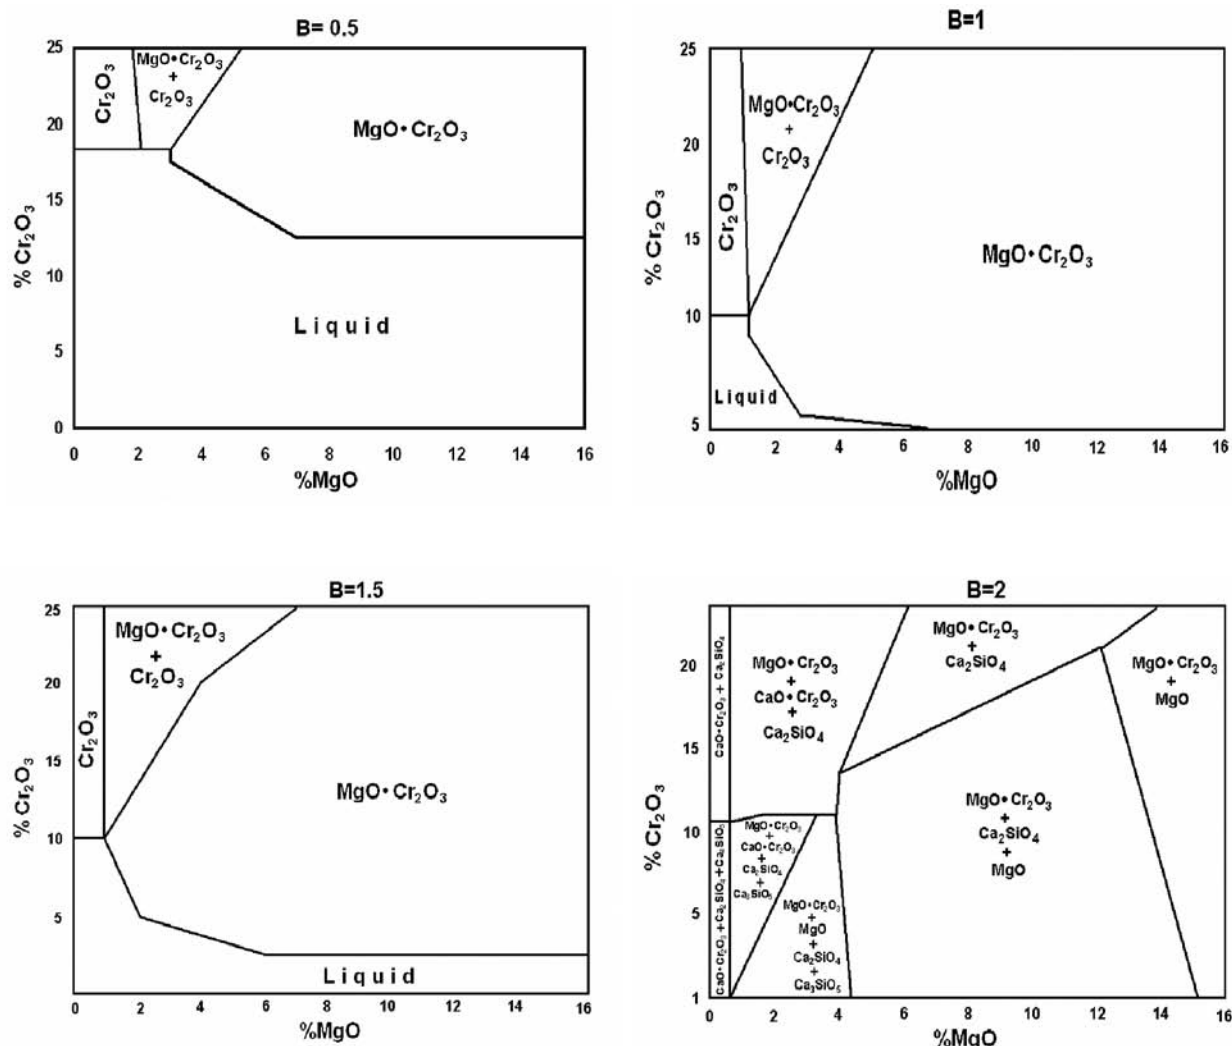 B= 0.5
25
20
15
10
5
0
% Cr₂O₃
Cr₂O₃
MgO•Cr₂O₃
+
Cr₂O₃
MgO•Cr₂O₃
Liquid
0 2 4 6 8 10 12 14 16
%MgO
B=1
25
20
15
10
5
% Cr₂O₃
Cr₂O₃
MgO•Cr₂O₃
+
Cr₂O₃
MgO•Cr₂O₃
Liquid
0 2 4 6 8 10 12 14 16
%MgO
B=1.5
25
20
15
10
5
% Cr₂O₃
Cr₂O₃
MgO•Cr₂O₃
+
Cr₂O₃
MgO•Cr₂O₃
Liquid
0 2 4 6 8 10 12 14 16
%MgO
B=2
20
15
10
5
1
% Cr₂O₃
CaO•Cr₂O₃ + Ca₂SiO₄
MgO•Cr₂O₃
+
CaO•Cr₂O₃
+
Ca₂SiO₄
MgO•Cr₂O₃
+
Ca₂SiO₄
MgO•Cr₂O₃
+
MgO
CaO•Cr₂O₃+Ca₂SiO₄+Ca₃SiO₅
MgO•Cr₂O₃
+
CaO•Cr₂O₃
+
Ca₂SiO₄
+
Ca₃SiO₅
MgO•Cr₂O₃
+
MgO
+
Ca₂SiO₄
+
Ca₃SiO₅
MgO•Cr₂O₃
+
Ca₂SiO₄
+
MgO
0 2 4 6 8 10 12 14 16
%MgO